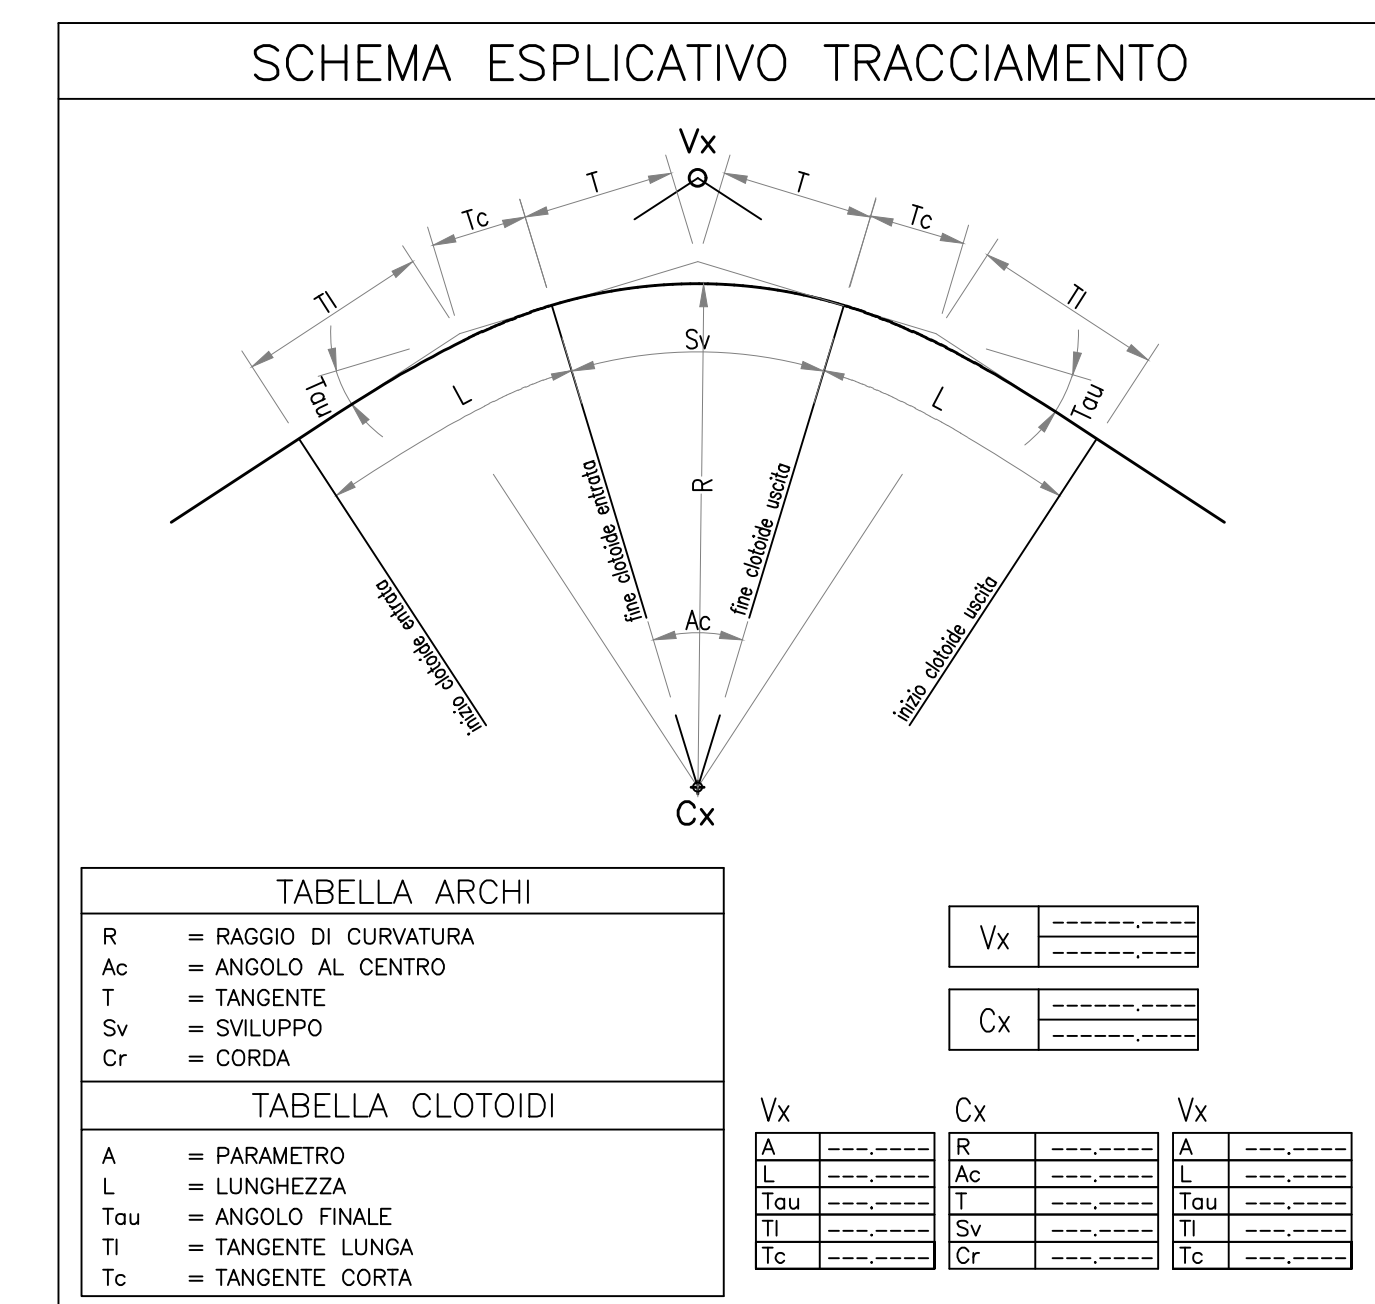 SCHEMA ESPLICATIVO TRACCIAMENTO
Vx
T
T
Tc
Tc
Tl
Tl
Sv
Tau
L
L
Tau
R
fine clotoide entrata
fine clotoide uscita
inizio clotoide entrata
inizio clotoide uscita
Ac
Cx
TABELLA ARCHI
R = RAGGIO DI CURVATURA
Ac = ANGOLO AL CENTRO
T = TANGENTE
Sv = SVILUPPO
Cr = CORDA
TABELLA CLOTOIDI
A = PARAMETRO
L = LUNGHEZZA
Tau = ANGOLO FINALE
Tl = TANGENTE LUNGA
Tc = TANGENTE CORTA
Vx ------.----
------.----
Cx ------.----
------.----
Vx Cx Vx
A ---.---- R ---.---- A ---.----
L ---.---- Ac ---.---- L ---.----
Tau ---.---- T ---.---- Tau ---.----
Tl ---.---- Sv ---.---- Tl ---.----
Tc ---.---- Cr ---.---- Tc ---.----